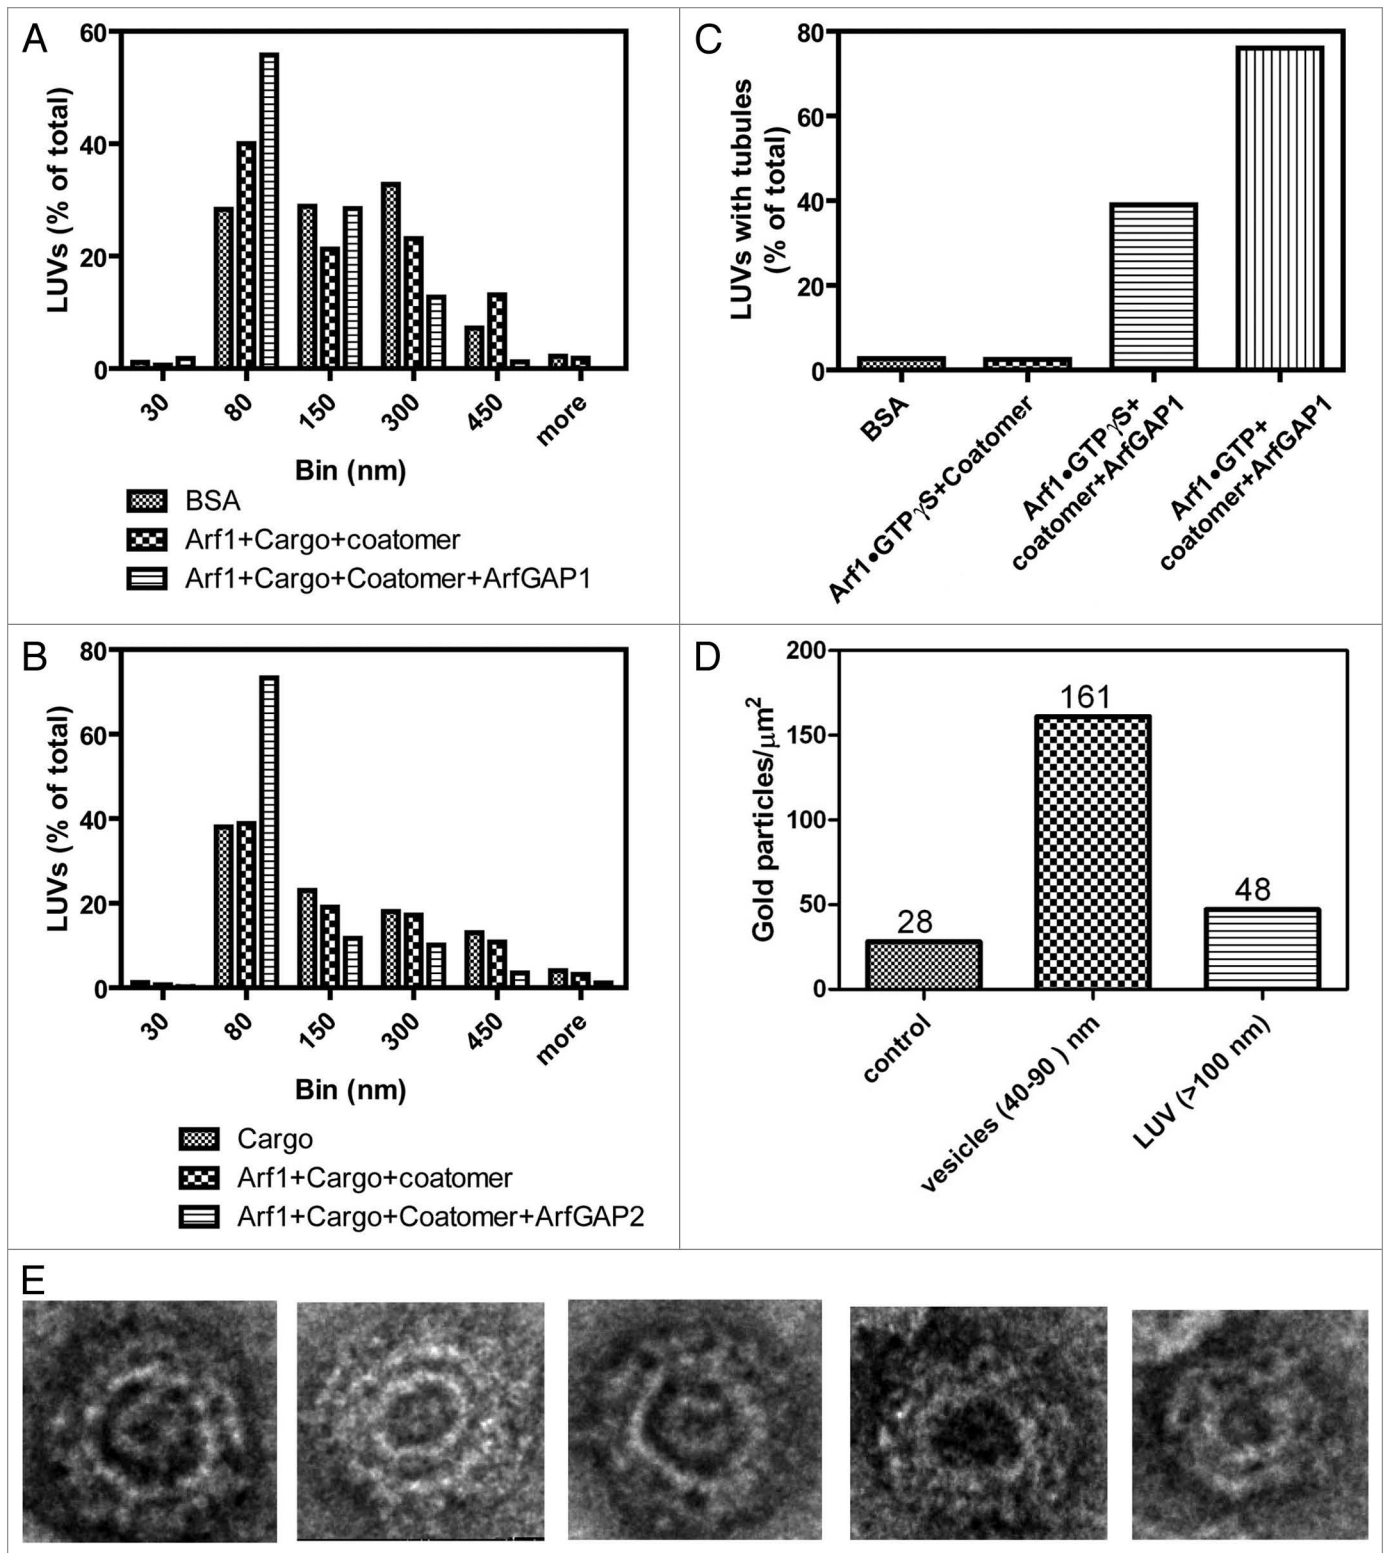 A
60
40
20
0
LUVs (% of total)
30
80
150
300
450
more
Bin (nm)
BSA
Arf1+Cargo+coatomer
Arf1+Cargo+Coatomer+ArfGAP1
C
80
60
40
20
0
LUVs with tubules
(% of total)
BSA
Arf1•GTPγS+Coatomer
Arf1•GTPγS+
coatomer+ArfGAP1
Arf1•GTP+
coatomer+ArfGAP1
B
80
60
40
20
0
LUVs (% of total)
30
80
150
300
450
more
Bin (nm)
Cargo
Arf1+Cargo+coatomer
Arf1+Cargo+Coatomer+ArfGAP2
D
200
150
100
50
0
Gold particles/μm²
28
161
48
control
vesicles (40-90 ) nm
LUV (>100 nm)
E